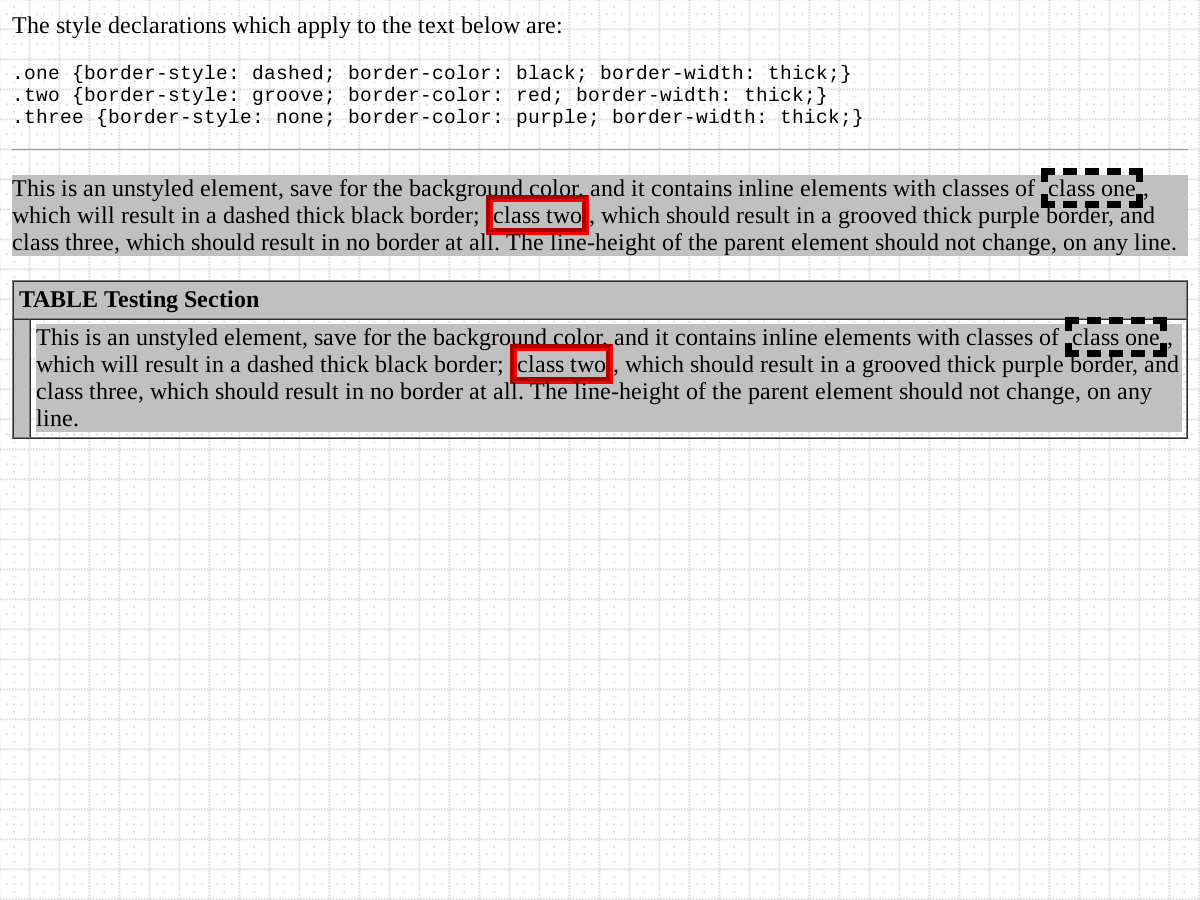 The style declarations which apply to the text below are:
.one {border-style: dashed; border-color: black; border-width: thick;}
.two {border-style: groove; border-color: red; border-width: thick;}
.three {border-style: none; border-color: purple; border-width: thick;}
This is an unstyled element, save for the background color, and it contains inline elements with classes of class one,
which will result in a dashed thick black border; class two, which should result in a grooved thick purple border, and
class three, which should result in no border at all. The line-height of the parent element should not change, on any line.
TABLE Testing Section
This is an unstyled element, save for the background color, and it contains inline elements with classes of class one,
which will result in a dashed thick black border; class two, which should result in a grooved thick purple border, and
class three, which should result in no border at all. The line-height of the parent element should not change, on any
line.